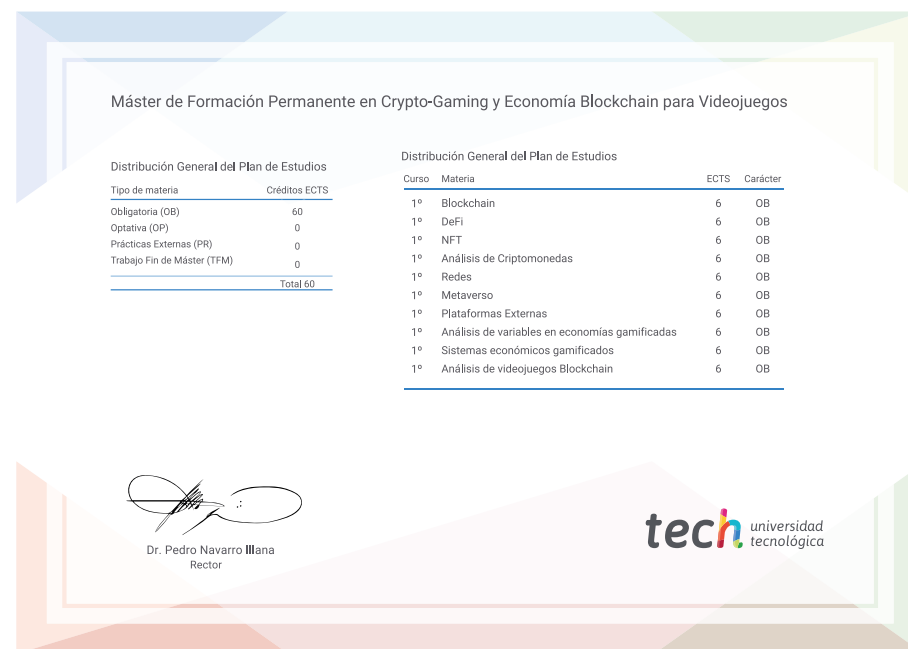 Máster de Formación Permanente en Crypto-Gaming y Economía Blockchain para Videojuegos
Distribución General del Plan de Estudios
Tipo de materia Créditos ECTS
Obligatoria (OB) 60
Optativa (OP) 0
Prácticas Externas (PR) 0
Trabajo Fin de Máster (TFM) 0
Total 60
Distribución General del Plan de Estudios
Curso Materia ECTS Carácter
1º Blockchain 6 OB
1º DeFi 6 OB
1º NFT 6 OB
1º Análisis de Criptomonedas 6 OB
1º Redes 6 OB
1º Metaverso 6 OB
1º Plataformas Externas 6 OB
1º Análisis de variables en economías gamificadas 6 OB
1º Sistemas económicos gamificados 6 OB
1º Análisis de videojuegos Blockchain 6 OB
Dr. Pedro Navarro Illana
Rector
tech universidad
tecnológica